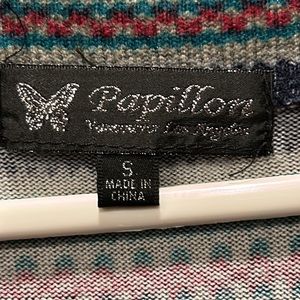 Papillon
Vancouver Los Angeles
S
MADE IN
CHINA